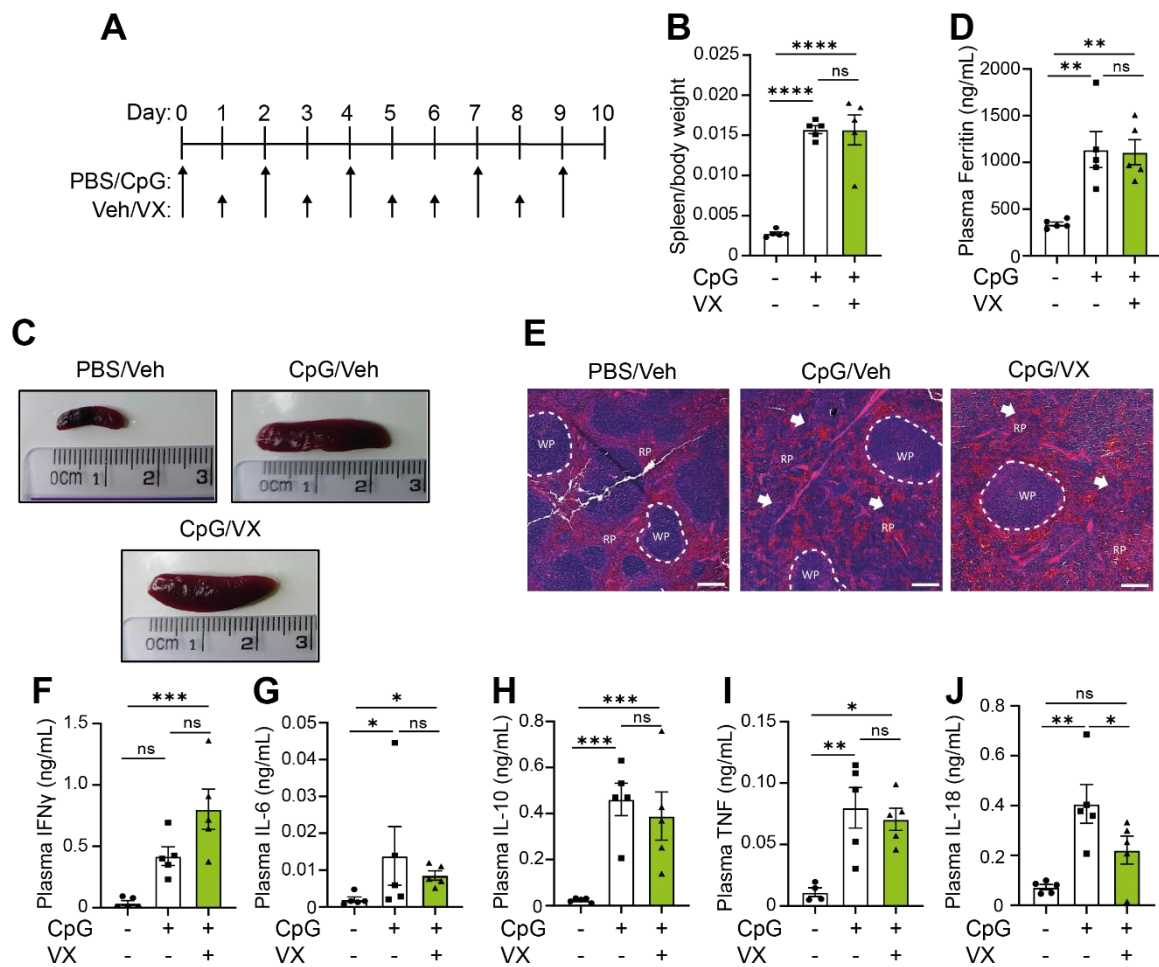 A
Day: 0 1 2 3 4 5 6 7 8 9 10
PBS/CpG:
Veh/VX:
B
Spleen/body weight
0.025
0.020
0.015
0.010
0.005
0
****
****
ns
CpG - + +
VX - - +
D
Plasma Ferritin (ng/mL)
2000
1500
1000
500
0
**
**
ns
CpG - + +
VX - - +
C
PBS/Veh
0cm 1 2 3
CpG/Veh
0cm 1 2 3
CpG/VX
0cm 1 2 3
E
PBS/Veh
WP
RP
RP
WP
CpG/Veh
WP
RP
RP
WP
CpG/VX
RP
WP
RP
F
Plasma IFNγ (ng/mL)
1.5
1.0
0.5
0.0
***
ns
ns
CpG - + +
VX - - +
G
Plasma IL-6 (ng/mL)
0.05
0.04
0.03
0.02
0.01
0
*
*
ns
CpG - + +
VX - - +
H
Plasma IL-10 (ng/mL)
0.8
0.6
0.4
0.2
0
***
ns
***
CpG - + +
VX - - +
I
Plasma TNF (ng/mL)
0.15
0.10
0.05
0
*
ns
**
CpG - + +
VX - - +
J
Plasma IL-18 (ng/mL)
0.8
0.6
0.4
0.2
0
ns
** *
CpG - + +
VX - - +